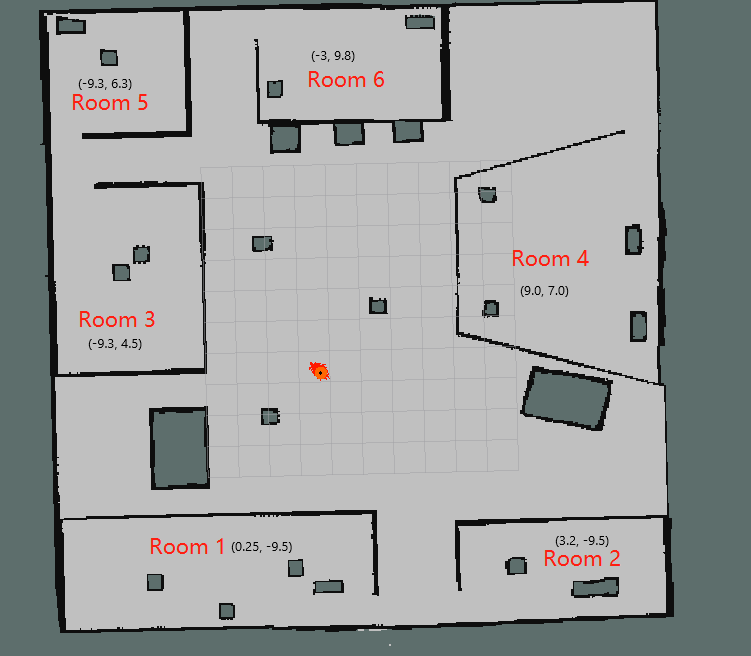 (-3, 9.8)
Room 6
(-9.3, 6.3)
Room 5
Room 4
(9.0, 7.0)
Room 3
(-9.3, 4.5)
Room 1 (0.25, -9.5)
(3.2, -9.5)
Room 2